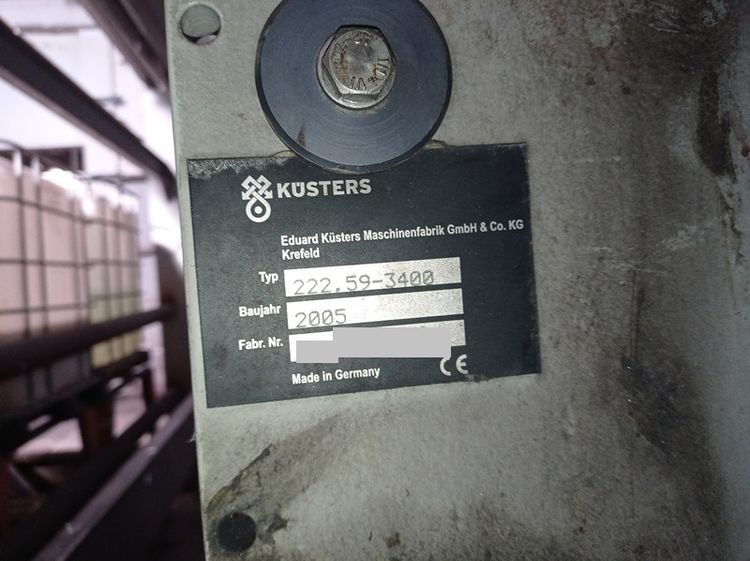 KÜSTERS
Eduard Küsters Maschinenfabrik GmbH & Co. KG
Krefeld
Typ 222.59-3400
Baujahr 2005
Fabr. Nr.
Made in Germany CE